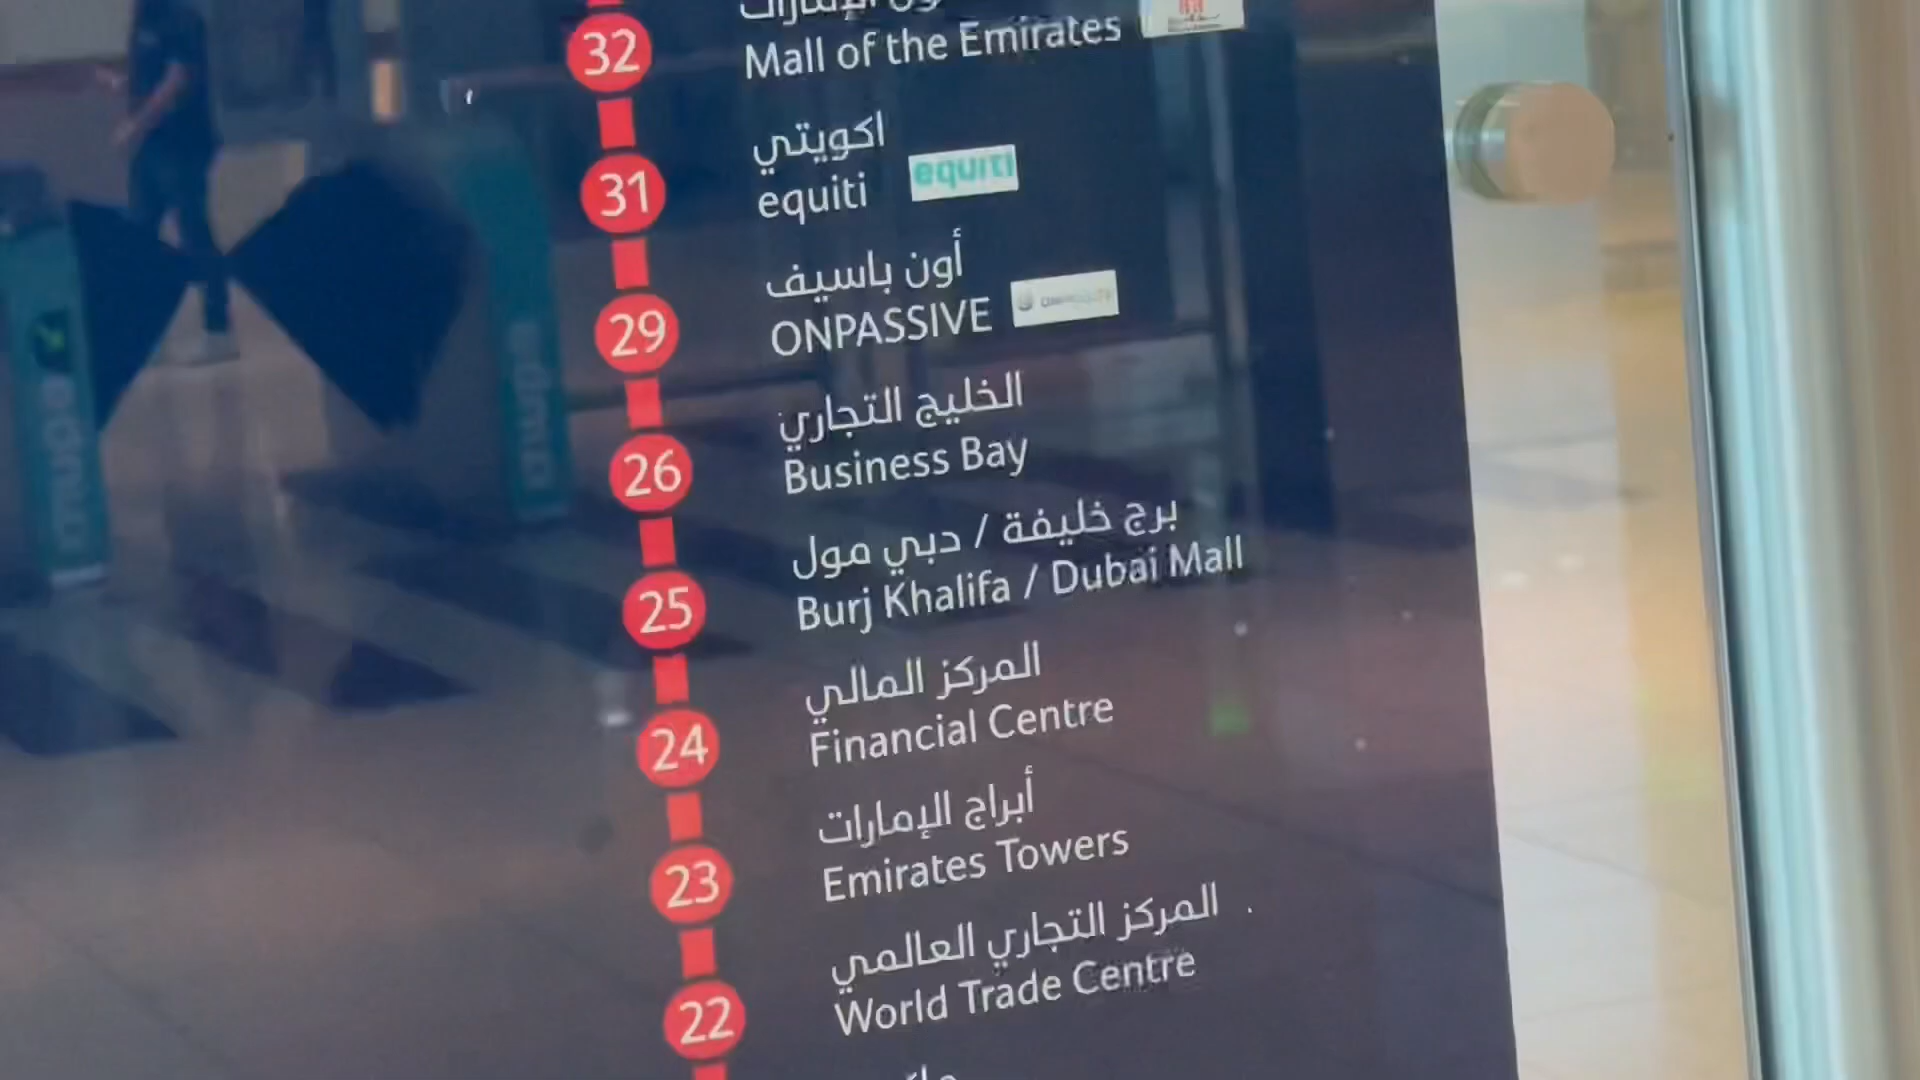 32
Mall of the Emirates
31
اكويتي
equiti
equiti
29
أون باسيف
ONPASSIVE
26
الخليج التجاري
Business Bay
25
برج خليفة / دبي مول
Burj Khalifa / Dubai Mall
24
المركز المالي
Financial Centre
23
أبراج الإمارات
Emirates Towers
22
المركز التجاري العالمي
World Trade Centre